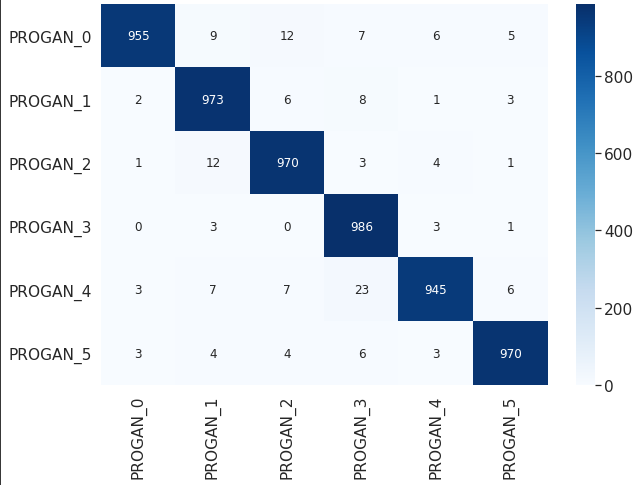 PROGAN_0 955 9 12 7 6 5
PROGAN_1 2 973 6 8 1 3
PROGAN_2 1 12 970 3 4 1
PROGAN_3 0 3 0 986 3 1
PROGAN_4 3 7 7 23 945 6
PROGAN_5 3 4 4 6 3 970
PROGAN_0 PROGAN_1 PROGAN_2 PROGAN_3 PROGAN_4 PROGAN_5
800
600
400
200
0